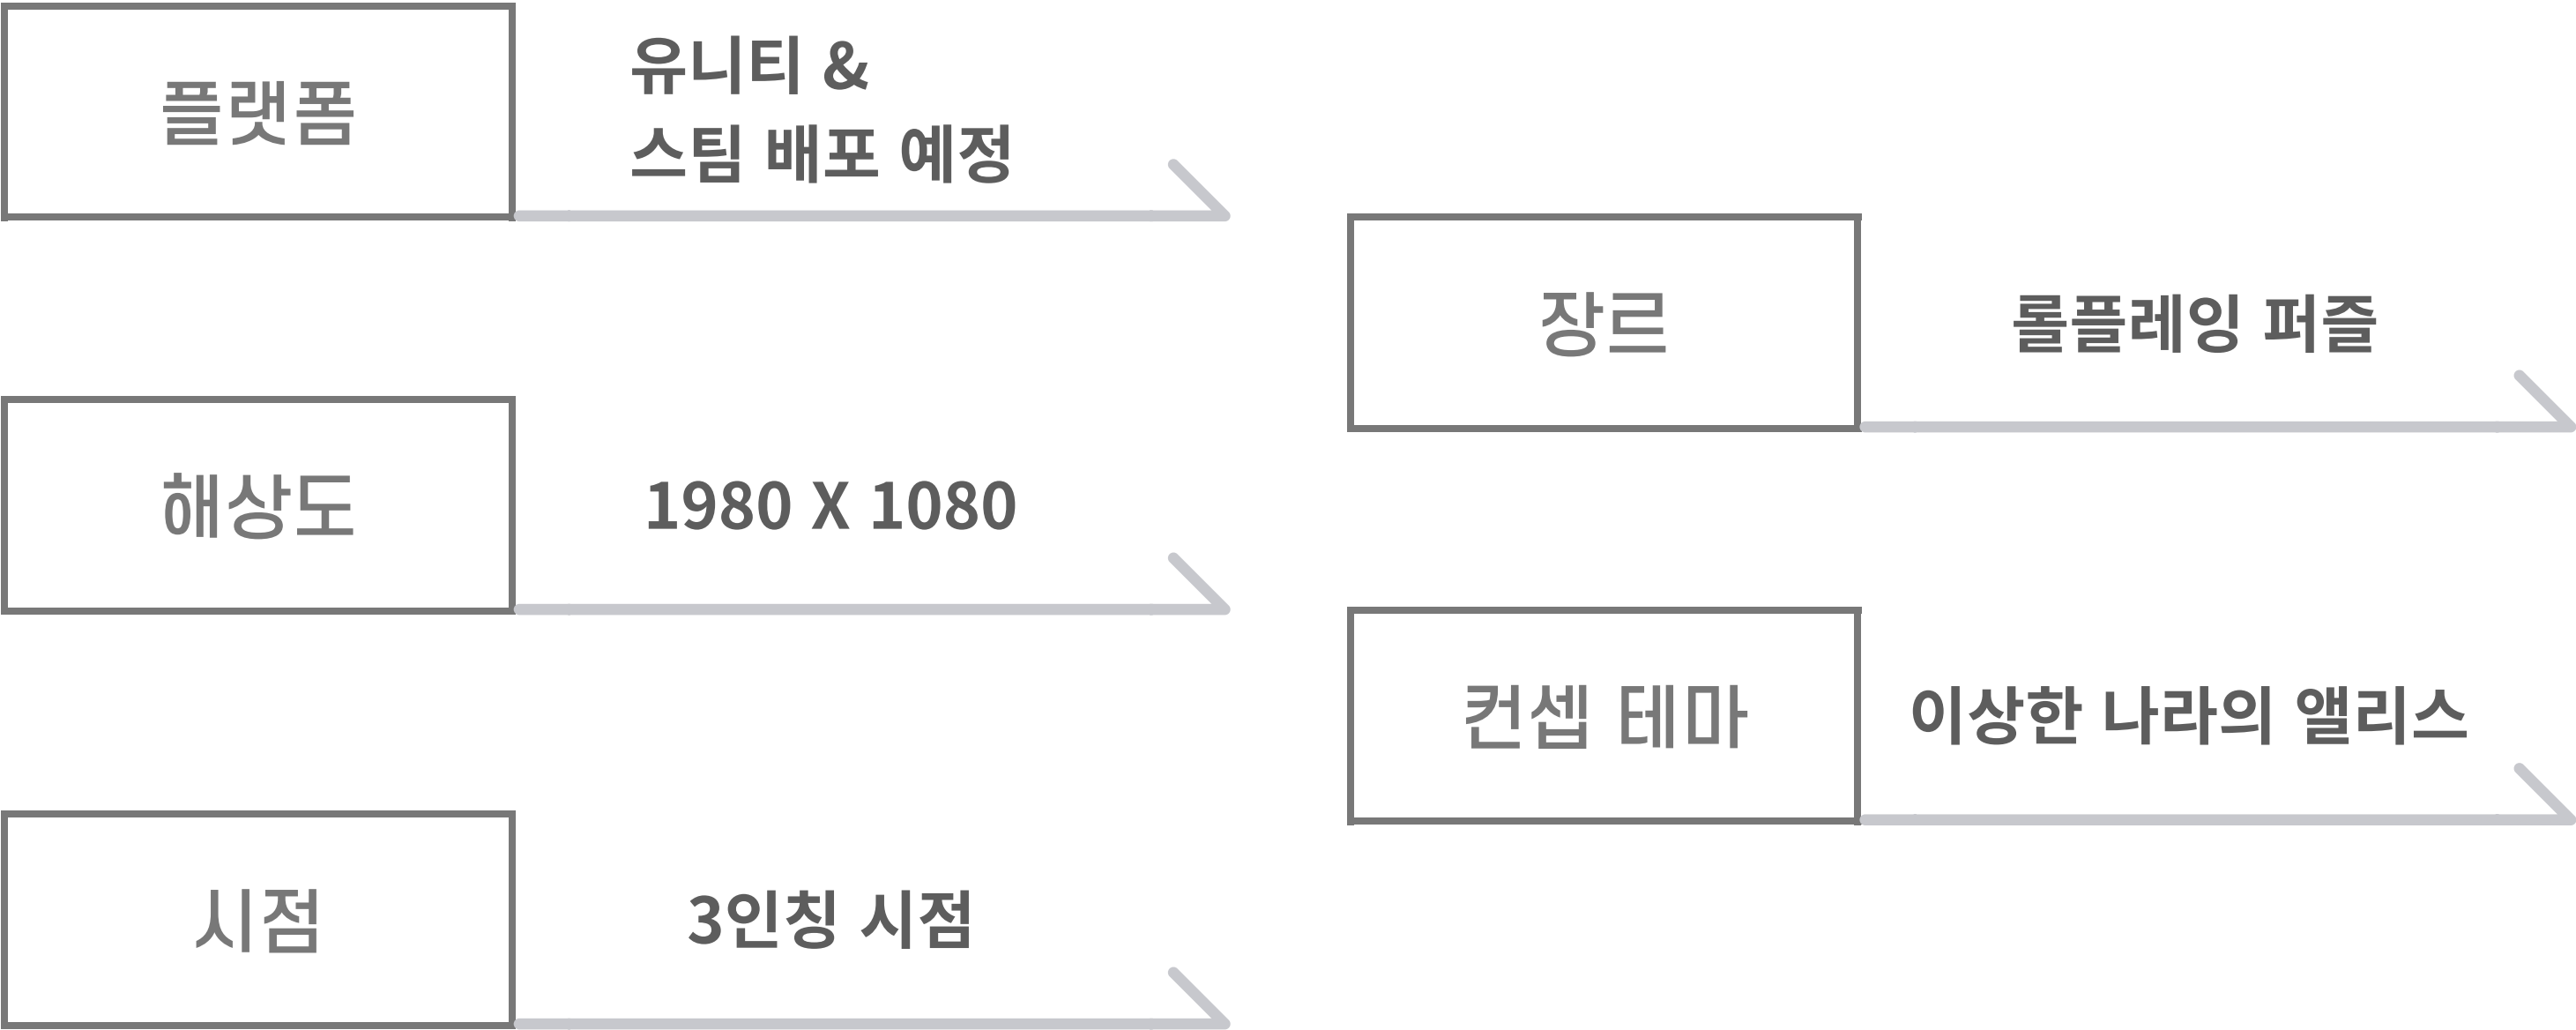 플랫폼
유니티 &
스팀 배포 예정
해상도
1980 X 1080
시점
3인칭 시점
장르
롤플레잉 퍼즐
컨셉 테마
이상한 나라의 앨리스